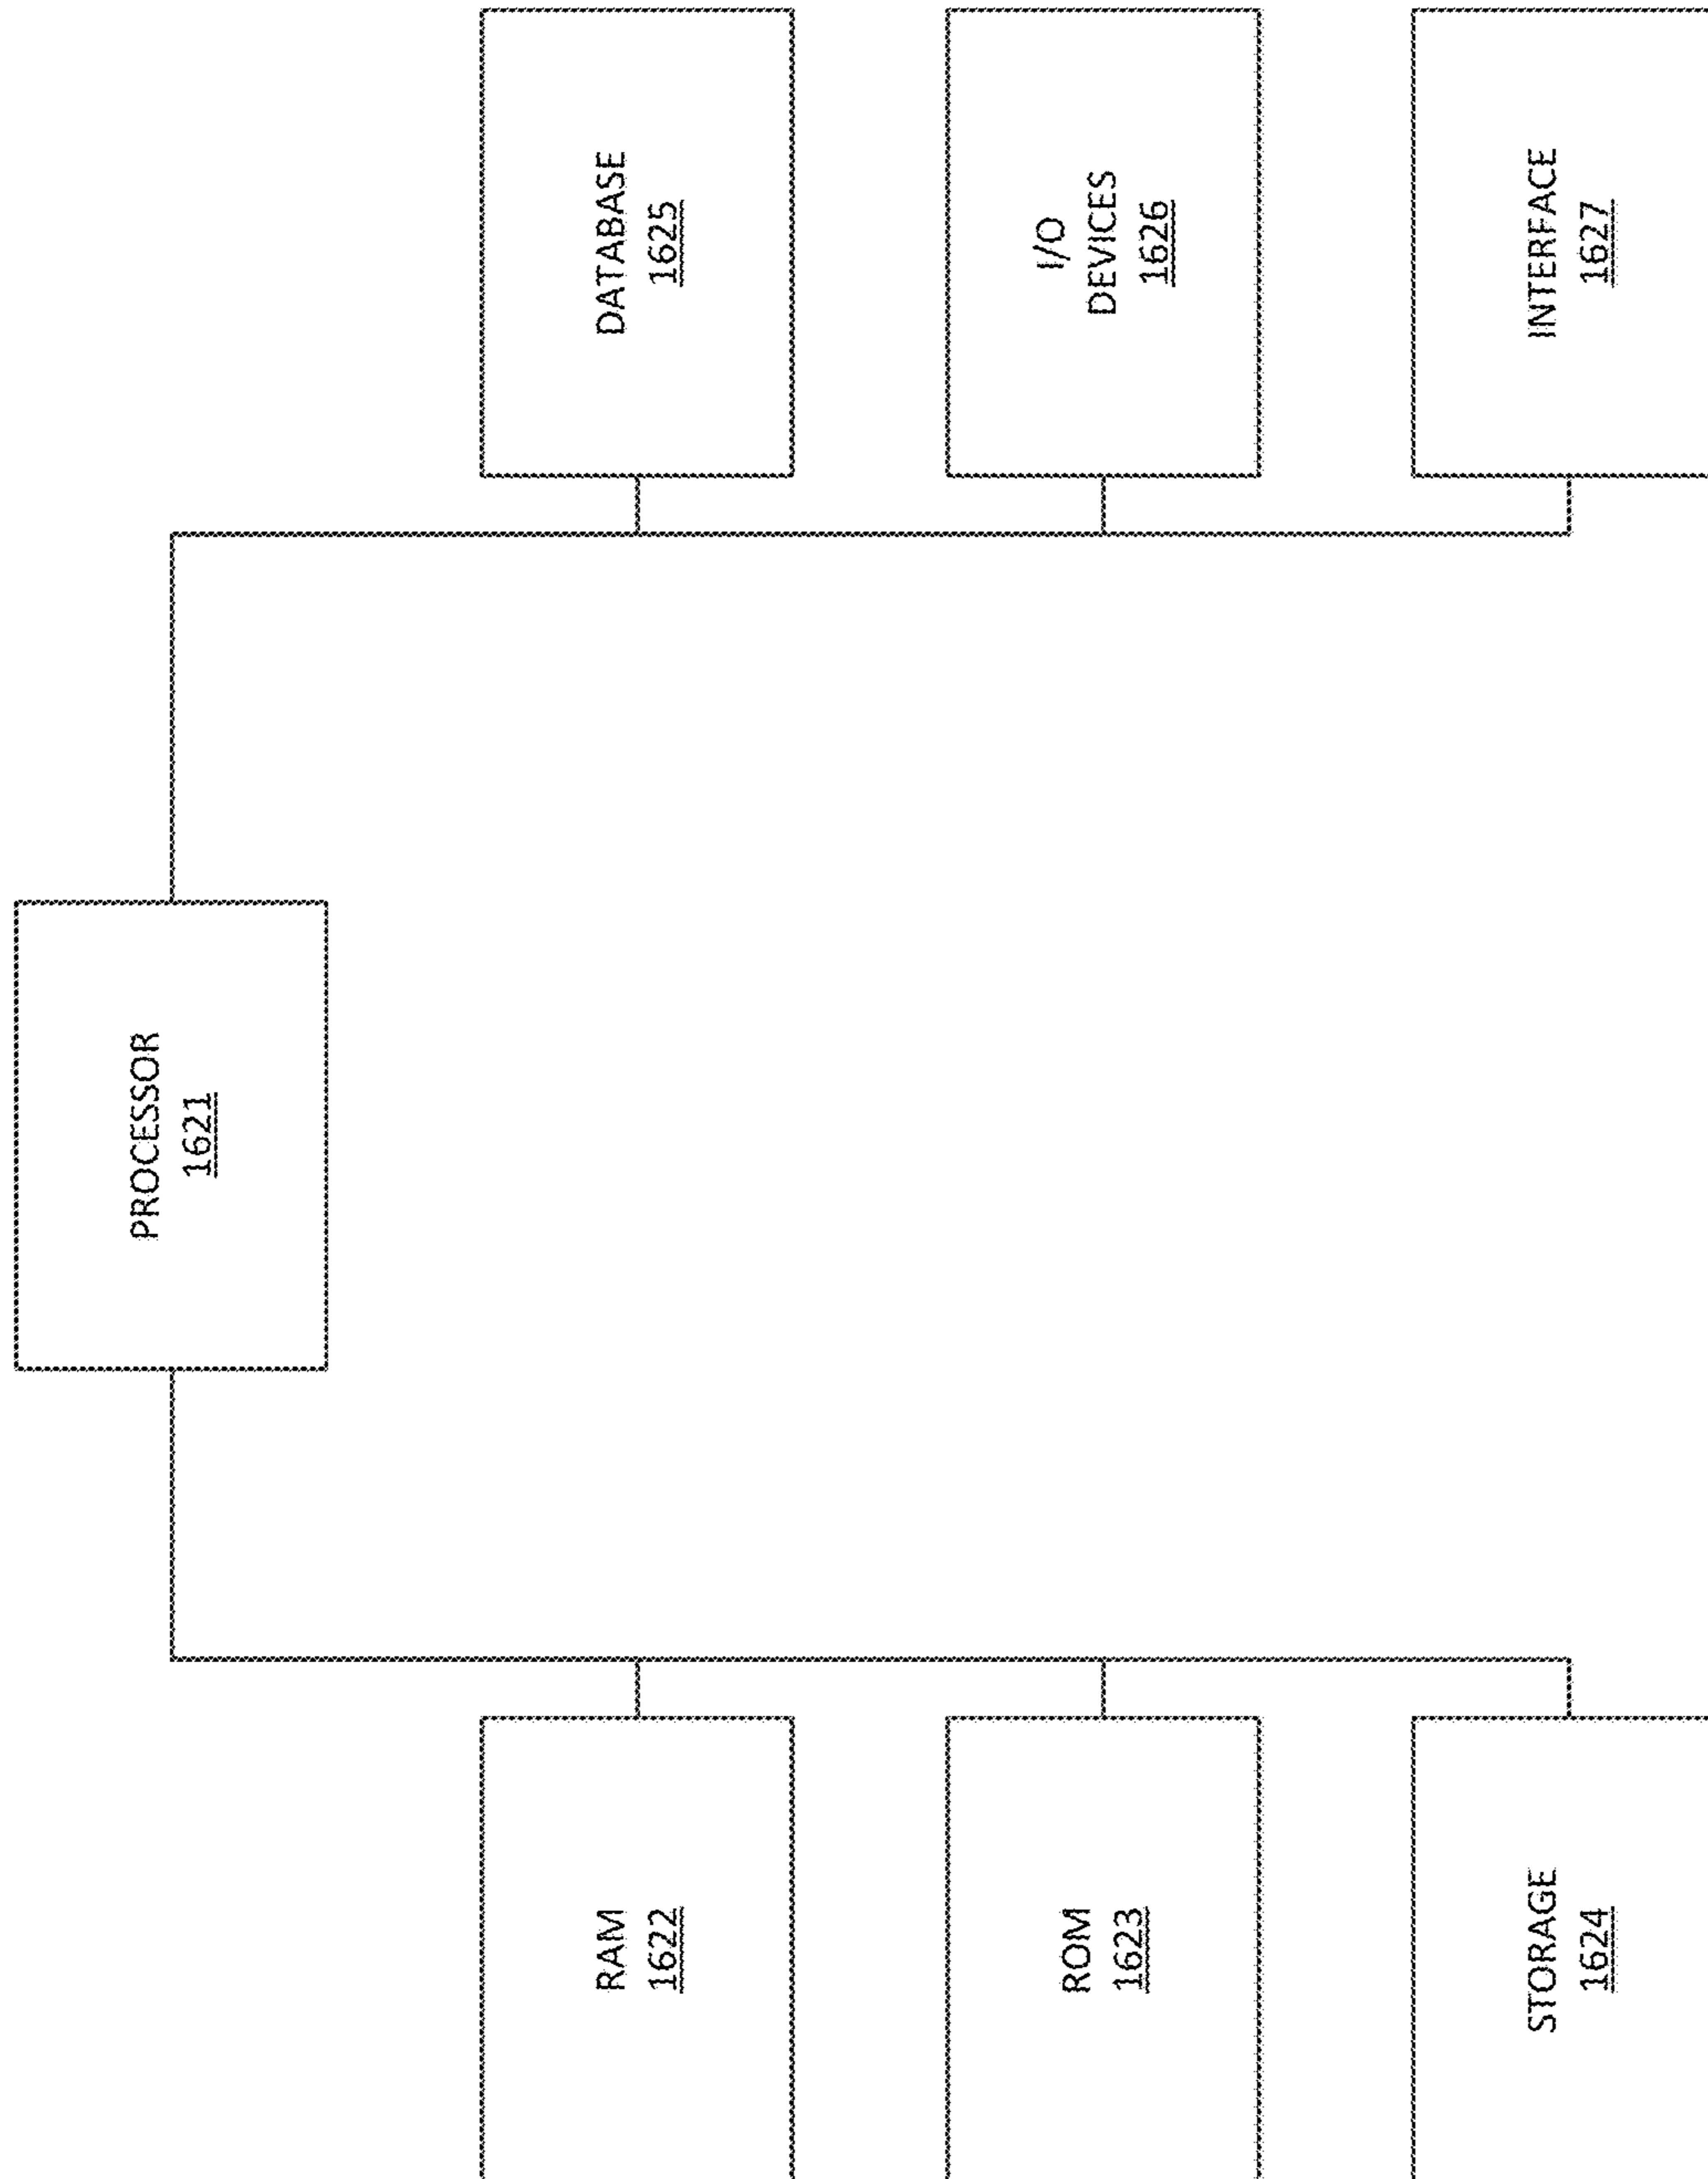 PROCESSOR
1621
RAM
1622
DATABASE
1625
ROM
1623
I/O
DEVICES
1626
STORAGE
1624
INTERFACE
1627